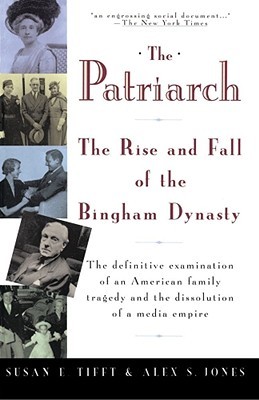 "an engrossing social document..."
—The New York Times
· The ·
Patriarch
The Rise and Fall
of the
Bingham Dynasty
The definitive examination
of an American family
tragedy and the dissolution
of a media empire
SUSAN E. TIFFT & ALEX S. JONES